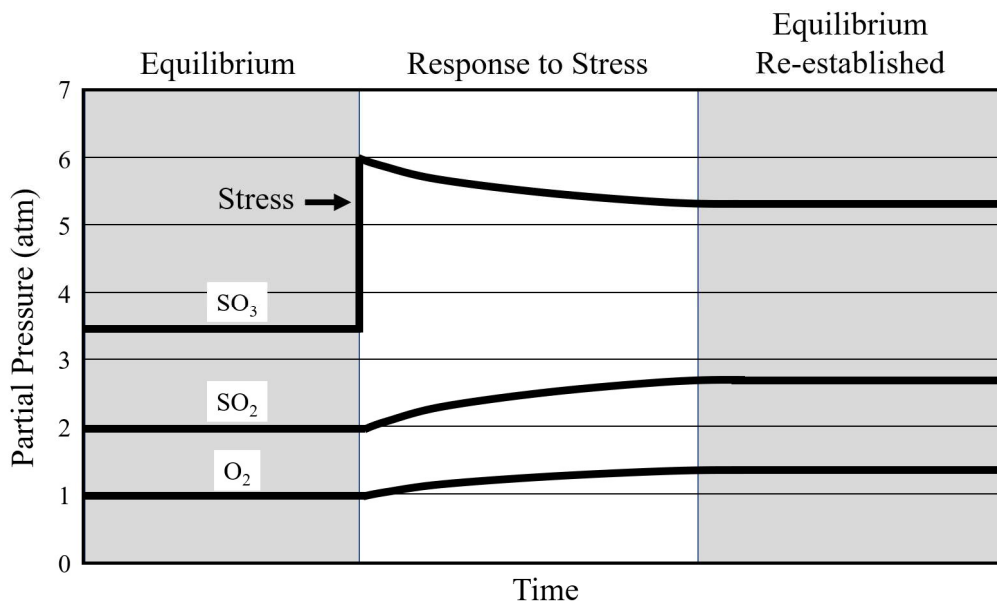 Equilibrium
Response to Stress
Equilibrium
Re-established
Partial Pressure (atm)
7
6
5
4
3
2
1
0
Stress
SO₃
SO₂
O₂
Time